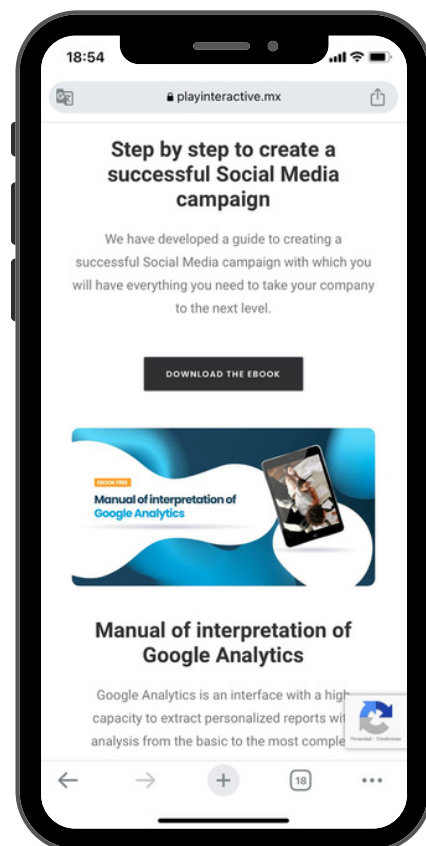 18:54
playinteractive.mx
Step by step to create a
successful Social Media
campaign
We have developed a guide to creating a
successful Social Media campaign with which you
will have everything you need to take your company
to the next level.
DOWNLOAD THE EBOOK
EBOOK FREE
Manual of interpretation of
Google Analytics
Manual of interpretation of
Google Analytics
Google Analytics is an interface with a high
capacity to extract personalized reports
analysis from the basic to the most
Privacidad - Condiciones
18